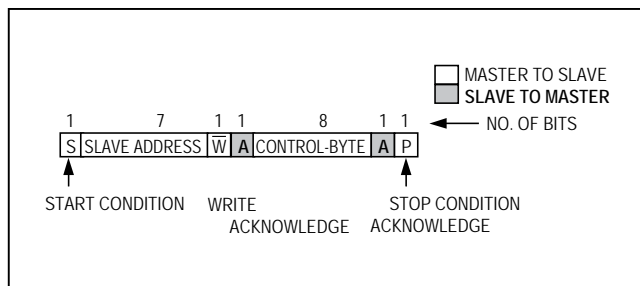 MASTER TO SLAVE
SLAVE TO MASTER
1 7 1 1 8 1 1 NO. OF BITS
S SLAVE ADDRESS W̅ A CONTROL-BYTE A P
START CONDITION WRITE STOP CONDITION
ACKNOWLEDGE ACKNOWLEDGE